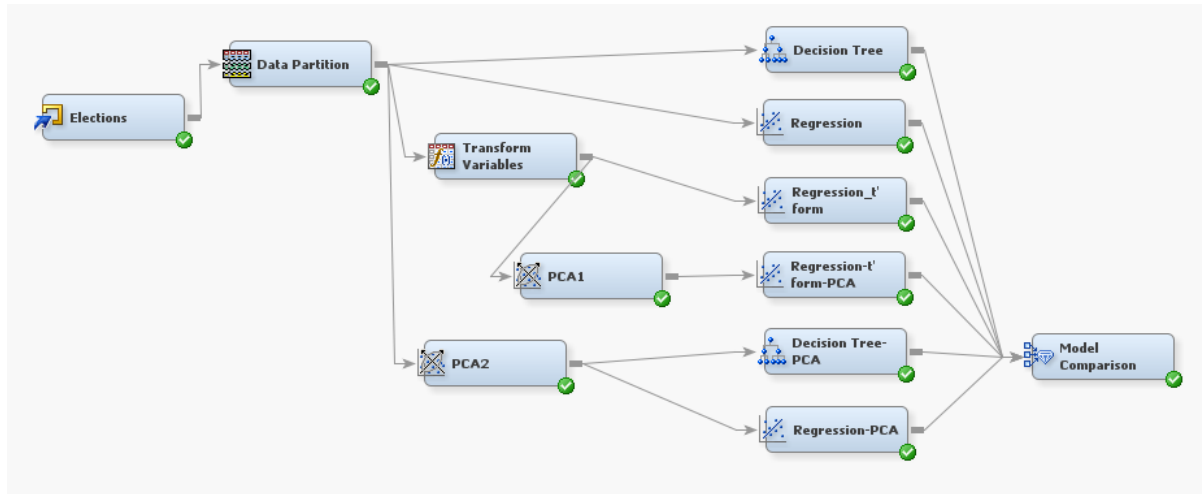 Elections
Data Partition
Decision Tree
Regression
Transform
Variables
Regression_t'
form
PCA1
Regression-t'
form-PCA
PCA2
Decision Tree-
PCA
Regression-PCA
Model
Comparison